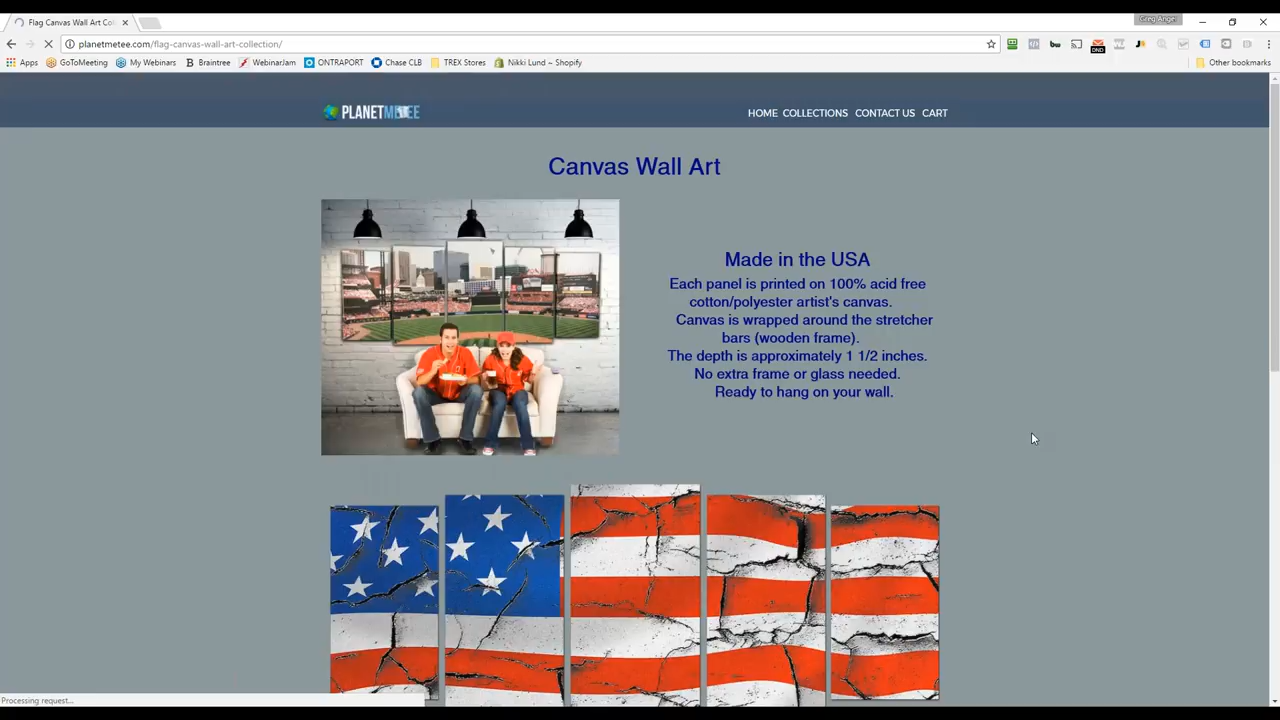 Flag Canvas Wall Art Co
Greg Angel
planetmetee.com/flag-canvas-wall-art-collection/
Apps GoToMeeting My Webinars Braintree WebinarJam ONTRAPORT Chase CLB TREX Stores Nikki Lund ~ Shopify Other bookmarks
PLANETMETEE HOME COLLECTIONS CONTACT US CART
Canvas Wall Art
Made in the USA
Each panel is printed on 100% acid free
cotton/polyester artist's canvas.
Canvas is wrapped around the stretcher
bars (wooden frame).
The depth is approximately 1 1/2 inches.
No extra frame or glass needed.
Ready to hang on your wall.
Processing request...